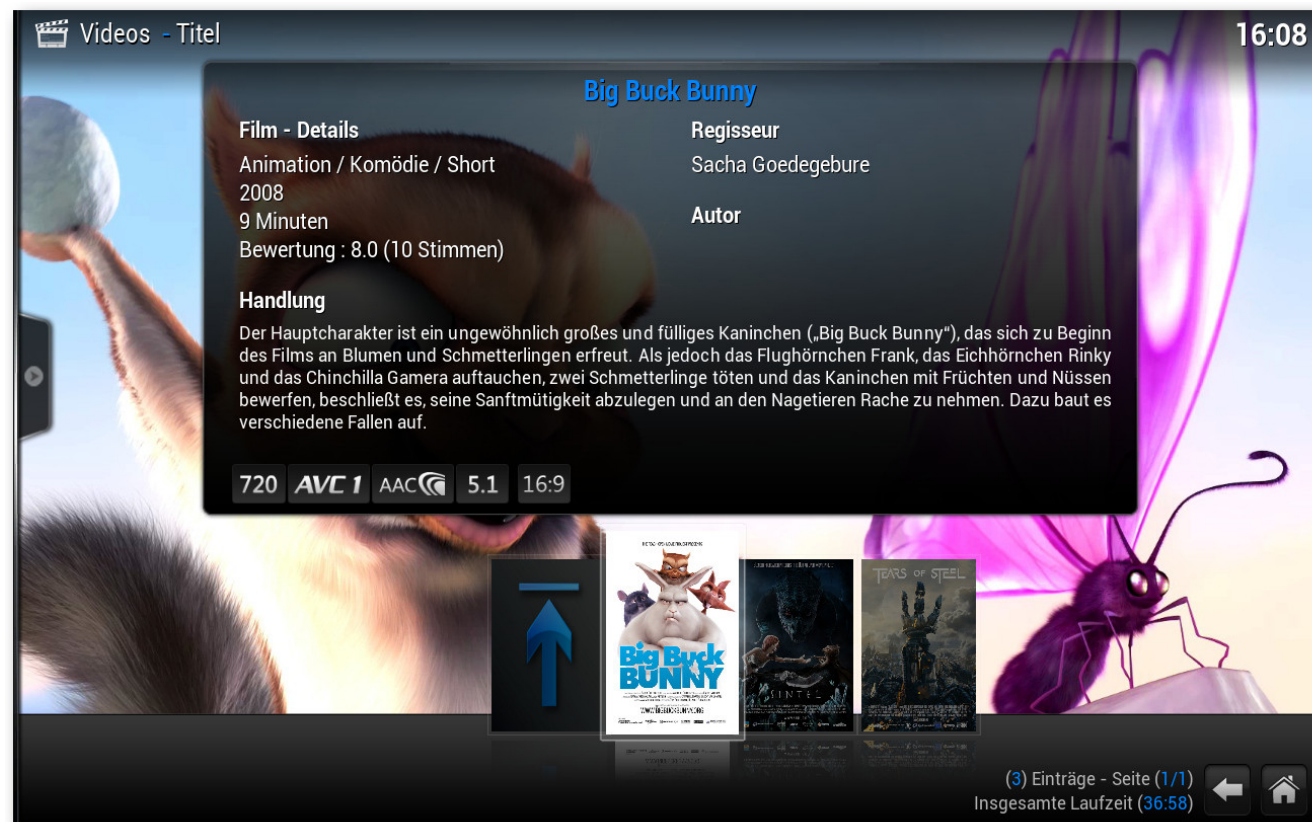 Videos - Titel
16:08
Big Buck Bunny
Film - Details
Animation / Komödie / Short
2008
9 Minuten
Bewertung : 8.0 (10 Stimmen)
Regisseur
Sacha Goedegebure
Autor
Handlung
Der Hauptcharakter ist ein ungewöhnlich großes und fülliges Kaninchen („Big Buck Bunny“), das sich zu Beginn
des Films an Blumen und Schmetterlingen erfreut. Als jedoch das Flughörnchen Frank, das Eichhörnchen Rinky
und das Chinchilla Gamera auftauchen, zwei Schmetterlinge töten und das Kaninchen mit Früchten und Nüssen
bewerfen, beschließt es, seine Sanftmütigkeit abzulegen und an den Nagetieren Rache zu nehmen. Dazu baut es
verschiedene Fallen auf.
720 AVC 1 AAC 5.1 16:9
Big Buck
BUNNY
WWW.BIGBUCKBUNNY.ORG
SINTEL
TEARS OF STEEL
(3) Einträge - Seite (1/1)
Insgesamte Laufzeit (36:58)